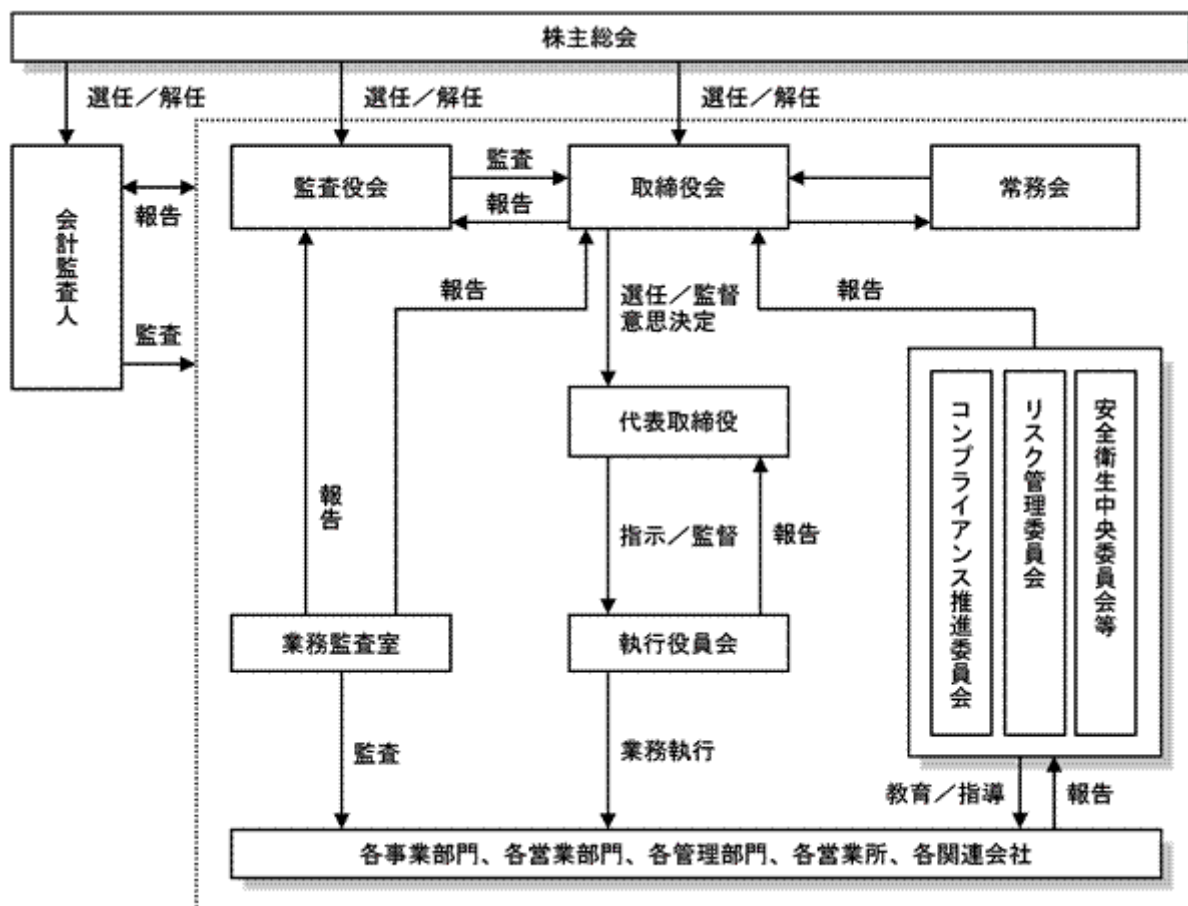 株主総会
選任／解任
選任／解任
選任／解任
会計監査人
報告
監査
監査役会
監査
報告
取締役会
常務会
報告
選任／監督
意思決定
報告
代表取締役
報告
指示／監督
報告
コンプライアンス推進委員会
リスク管理委員会
安全衛生中央委員会等
業務監査室
執行役員会
監査
業務執行
教育／指導
報告
各事業部門、各営業部門、各管理部門、各営業所、各関連会社